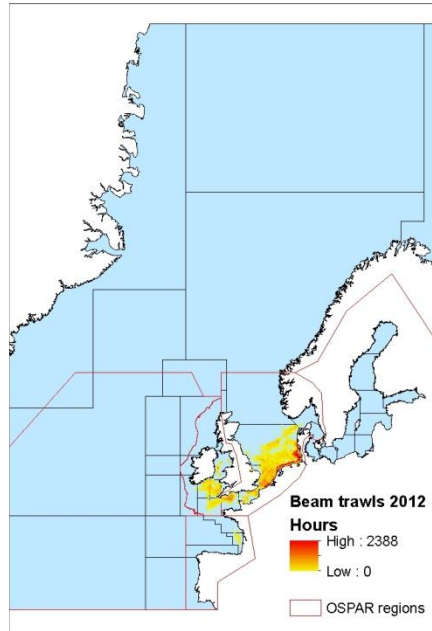 Beam trawls 2012
Hours
High : 2388
Low : 0
OSPAR regions